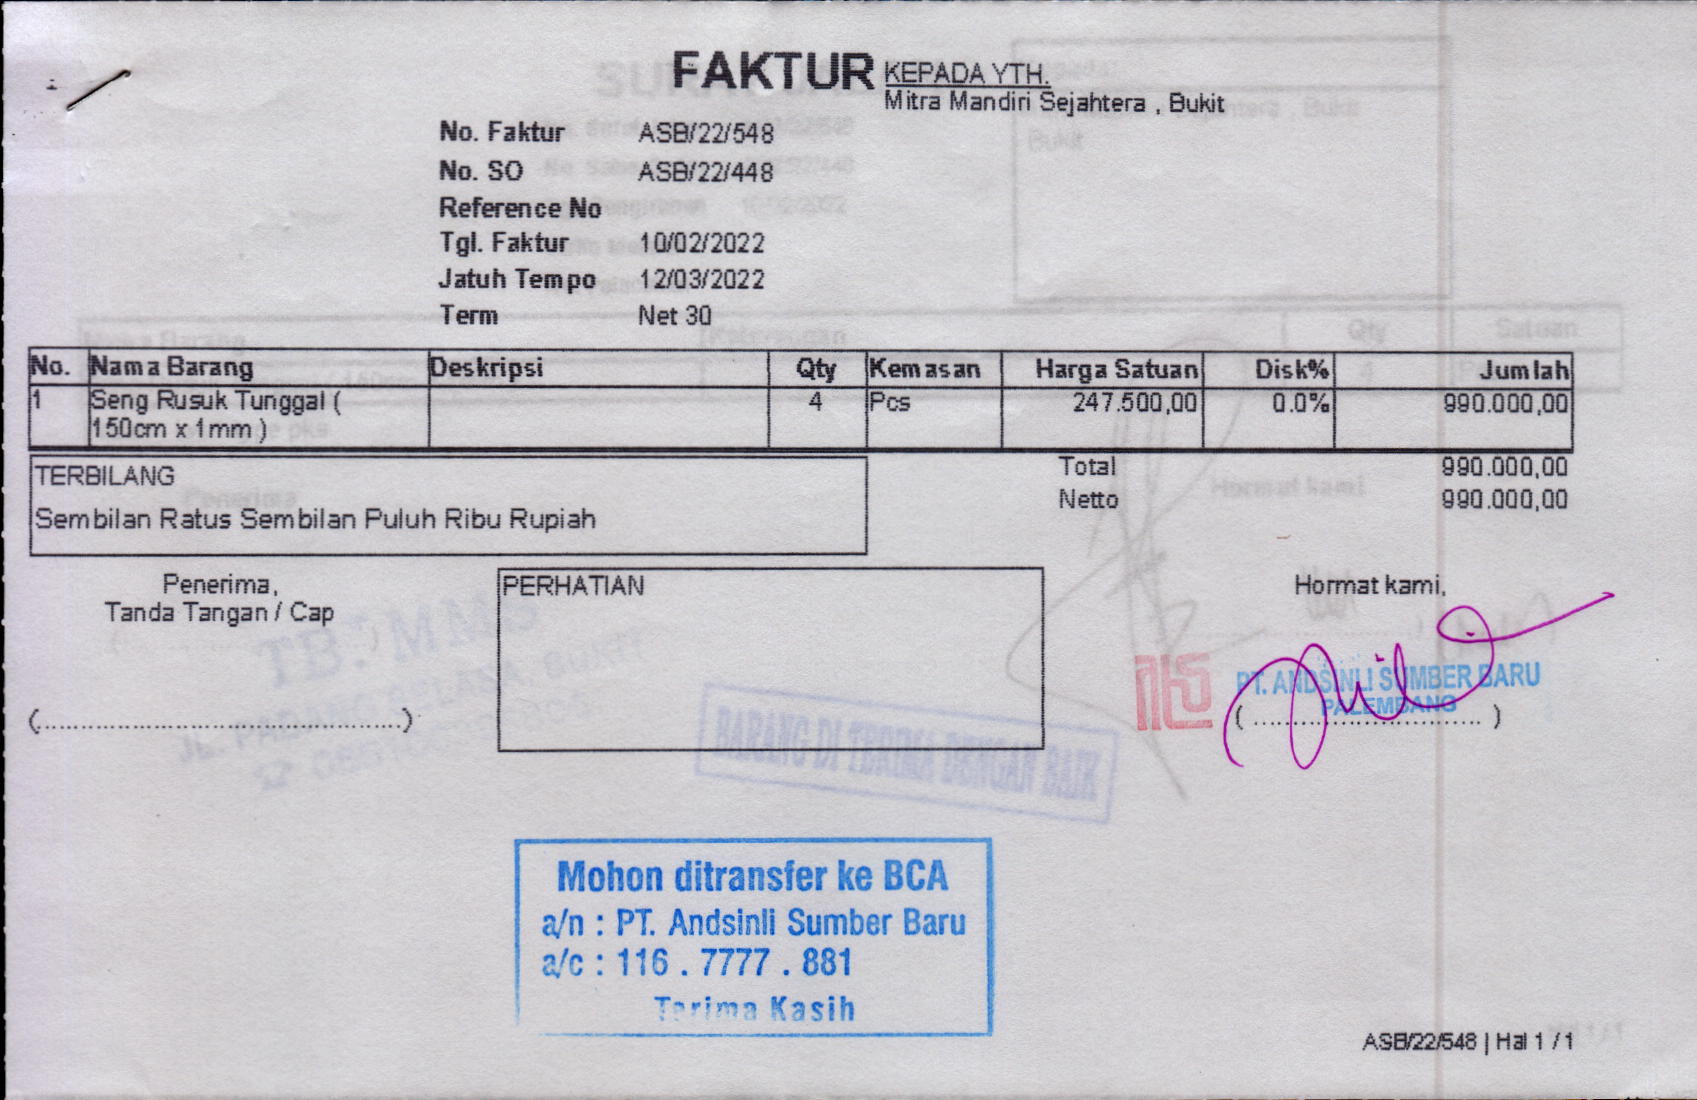 FAKTUR
KEPADA YTH.
Mitra Mandiri Sejahtera , Bukit
No. Faktur ASB/22/548
No. SO ASB/22/448
Reference No
Tgl. Faktur 10/02/2022
Jatuh Tempo 12/03/2022
Term Net 30
No. Nama Barang Deskripsi Qty Kemasan Harga Satuan Disk% Jumlah
1 Seng Rusuk Tunggal ( 4 Pcs 247.500,00 0.0% 990.000,00
150cm x 1mm )
TERBILANG
Sembilan Ratus Sembilan Puluh Ribu Rupiah
Total 990.000,00
Netto 990.000,00
Penerima,
Tanda Tangan / Cap
PERHATIAN
Hormat kami,
TB. MMS
PT. ANDSINLI SUMBER BARU
PALEMBANG
BARANG DI TERIMA DENGAN BAIK
Mohon ditransfer ke BCA
a/n : PT. Andsinli Sumber Baru
a/c : 116 . 7777 . 881
Terima Kasih
ASB/22/548 | Hal 1 / 1